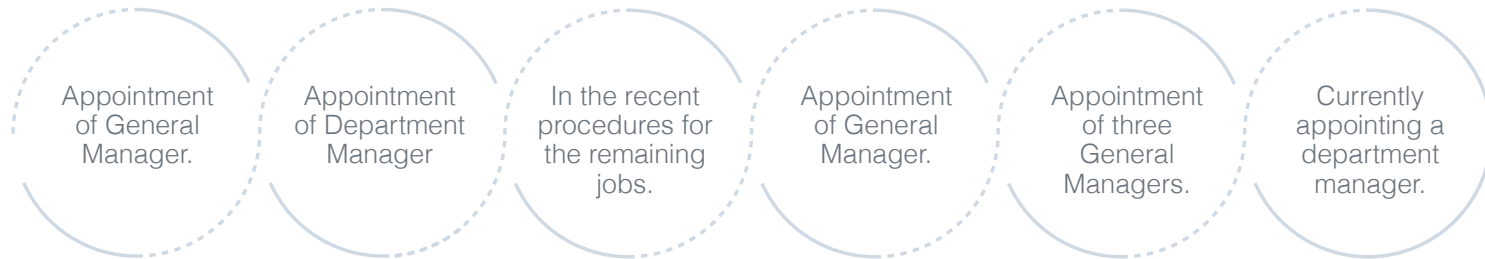 Appointment
of General
Manager.
Appointment
of Department
Manager
In the recent
procedures for
the remaining
jobs.
Appointment
of General
Manager.
Appointment
of three
General
Managers.
Currently
appointing a
department
manager.